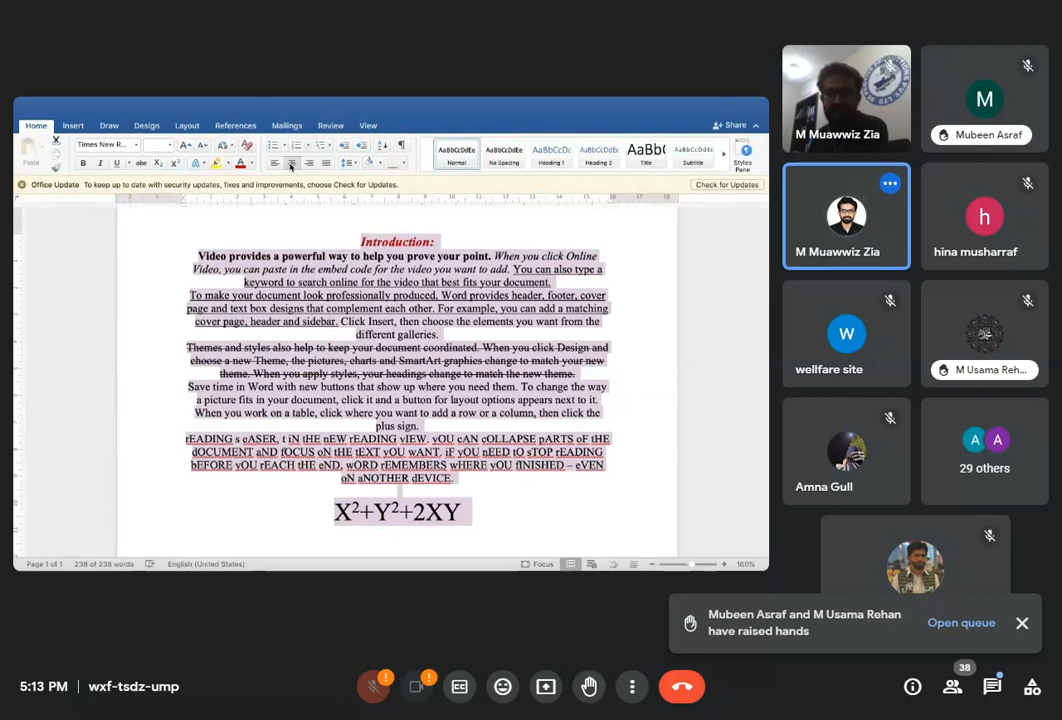 Home Insert Draw Design Layout References Mailings Review View Share
Times New R...
Paste
AaBbCcDdEe AaBbCcDdEe AaBbCcDc AaBbCcDdEe AaBbC AaBbCcDdEe
Normal No Spacing Heading 1 Heading 2 Title Subtitle Styles Pane
Office Update To keep up to date with security updates, fixes and improvements, choose Check for Updates. Check for Updates
Introduction:
Video provides a powerful way to help you prove your point. When you click Online
Video, you can paste in the embed code for the video you want to add. You can also type a
keyword to search online for the video that best fits your document.
To make your document look professionally produced, Word provides header, footer, cover
page and text box designs that complement each other. For example, you can add a matching
cover page, header and sidebar. Click Insert, then choose the elements you want from the
different galleries.
Themes and styles also help to keep your document coordinated. When you click Design and
choose a new Theme, the pictures, charts and SmartArt graphics change to match your new
theme. When you apply styles, your headings change to match the new theme.
Save time in Word with new buttons that show up where you need them. To change the way
a picture fits in your document, click it and a button for layout options appears next to it.
When you work on a table, click where you want to add a row or a column, then click the
plus sign.
rEADING s eASER, t iN tHE nEW rEADING vIEW. yOU cAN cOLLAPSE pARTS oF tHE
dOCUMENT aND fOCUS oN tHE tEXT yOU wANT. iF yOU nEED tO sTOP rEADING
bEFORE yOU rEACH tHE eND, wORD rEMEMBERS wHERE yOU fINISHED – eVEN
oN aNOTHER dEVICE.
X²+Y²+2XY
Page 1 of 1 238 of 238 words English (United States) Focus 160%
M Muawwiz Zia
M
Mubeen Asraf
M Muawwiz Zia
h
hina musharraf
w
wellfare site
M Usama Reh...
Amna Gull
A A
29 others
Mubeen Asraf and M Usama Rehan
have raised hands
Open queue
5:13 PM wxf-tsdz-ump
38